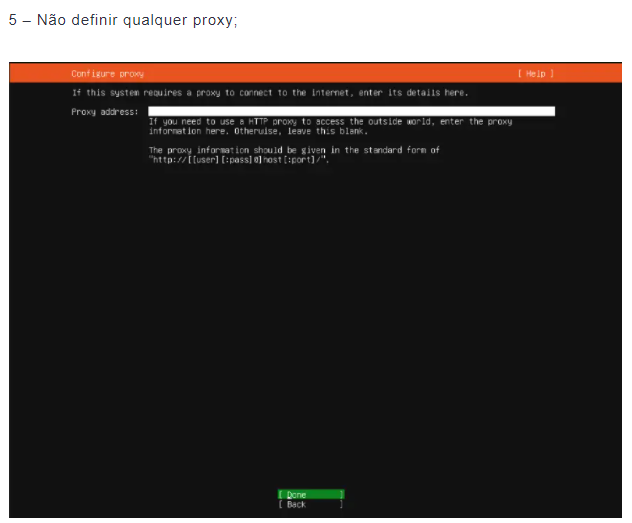 5 – Não definir qualquer proxy;
Configure proxy [ Help ]
If this system requires a proxy to connect to the internet, enter its details here.
Proxy address:
If you need to use a HTTP proxy to access the outside world, enter the proxy
information here. Otherwise, leave this blank.
The proxy information should be given in the standard form of
"http://[[user][:pass]@]host[:port]/".
[ Done ]
[ Back ]